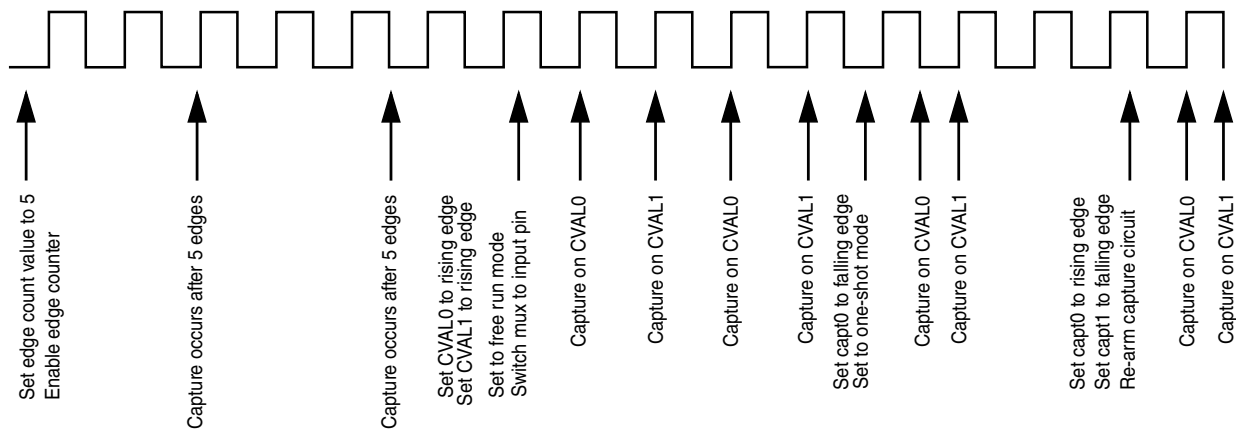 Set edge count value to 5
Enable edge counter
Capture occurs after 5 edges
Capture occurs after 5 edges
Set CVAL0 to rising edge
Set CVAL1 to rising edge
Set to free run mode
Switch mux to input pin
Capture on CVAL0
Capture on CVAL1
Capture on CVAL0
Capture on CVAL1
Set capt0 to falling edge
Set to one-shot mode
Capture on CVAL0
Capture on CVAL1
Set capt0 to rising edge
Set capt1 to falling edge
Re-arm capture circuit
Capture on CVAL0
Capture on CVAL1